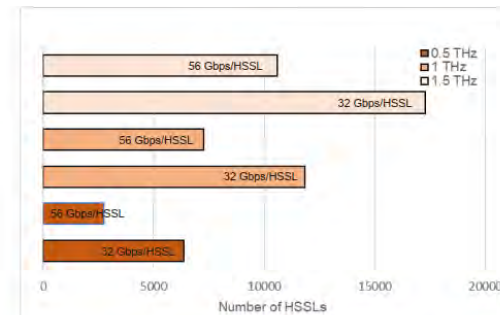 0.5 THz
1 THz
1.5 THz
56 Gbps/HSSL
32 Gbps/HSSL
56 Gbps/HSSL
32 Gbps/HSSL
56 Gbps/HSSL
32 Gbps/HSSL
0 5000 10000 15000 20000
Number of HSSLs